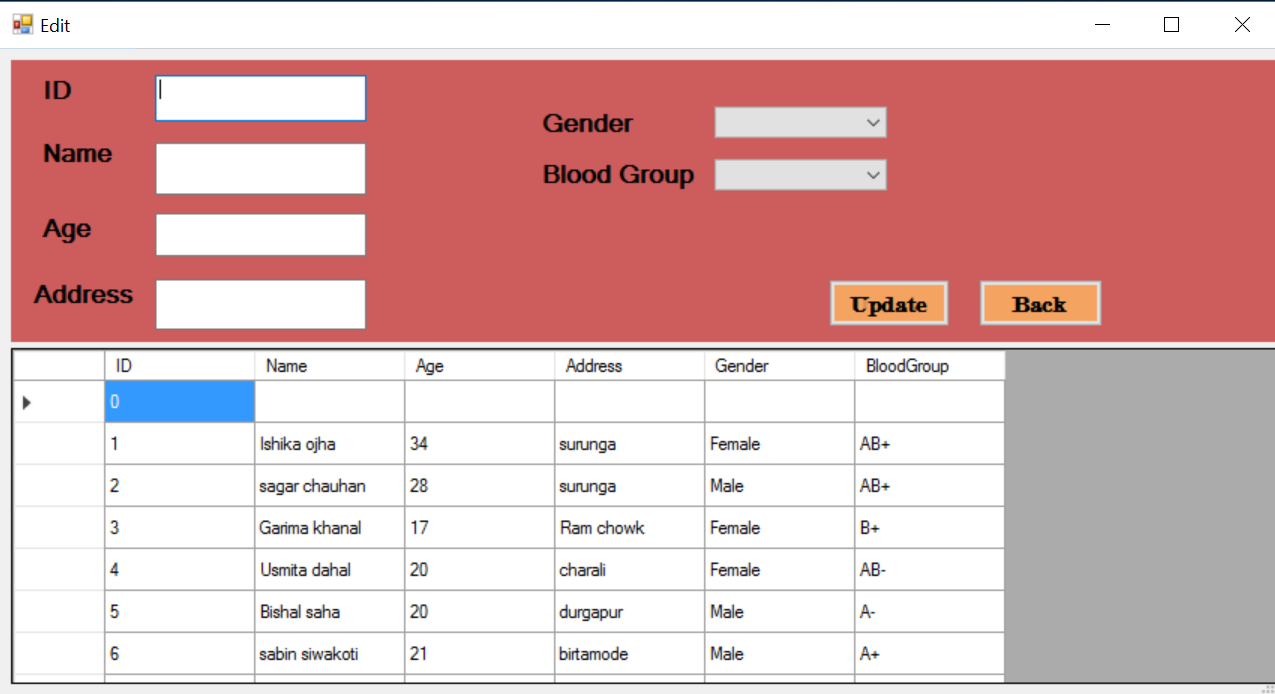 Edit
ID
Name
Age
Address
Gender
Blood Group
Update Back
ID Name Age Address Gender BloodGroup
0
1 Ishika ojha 34 surunga Female AB+
2 sagar chauhan 28 surunga Male AB+
3 Garima khanal 17 Ram chowk Female B+
4 Usmita dahal 20 charali Female AB-
5 Bishal saha 20 durgapur Male A-
6 sabin siwakoti 21 birtamode Male A+